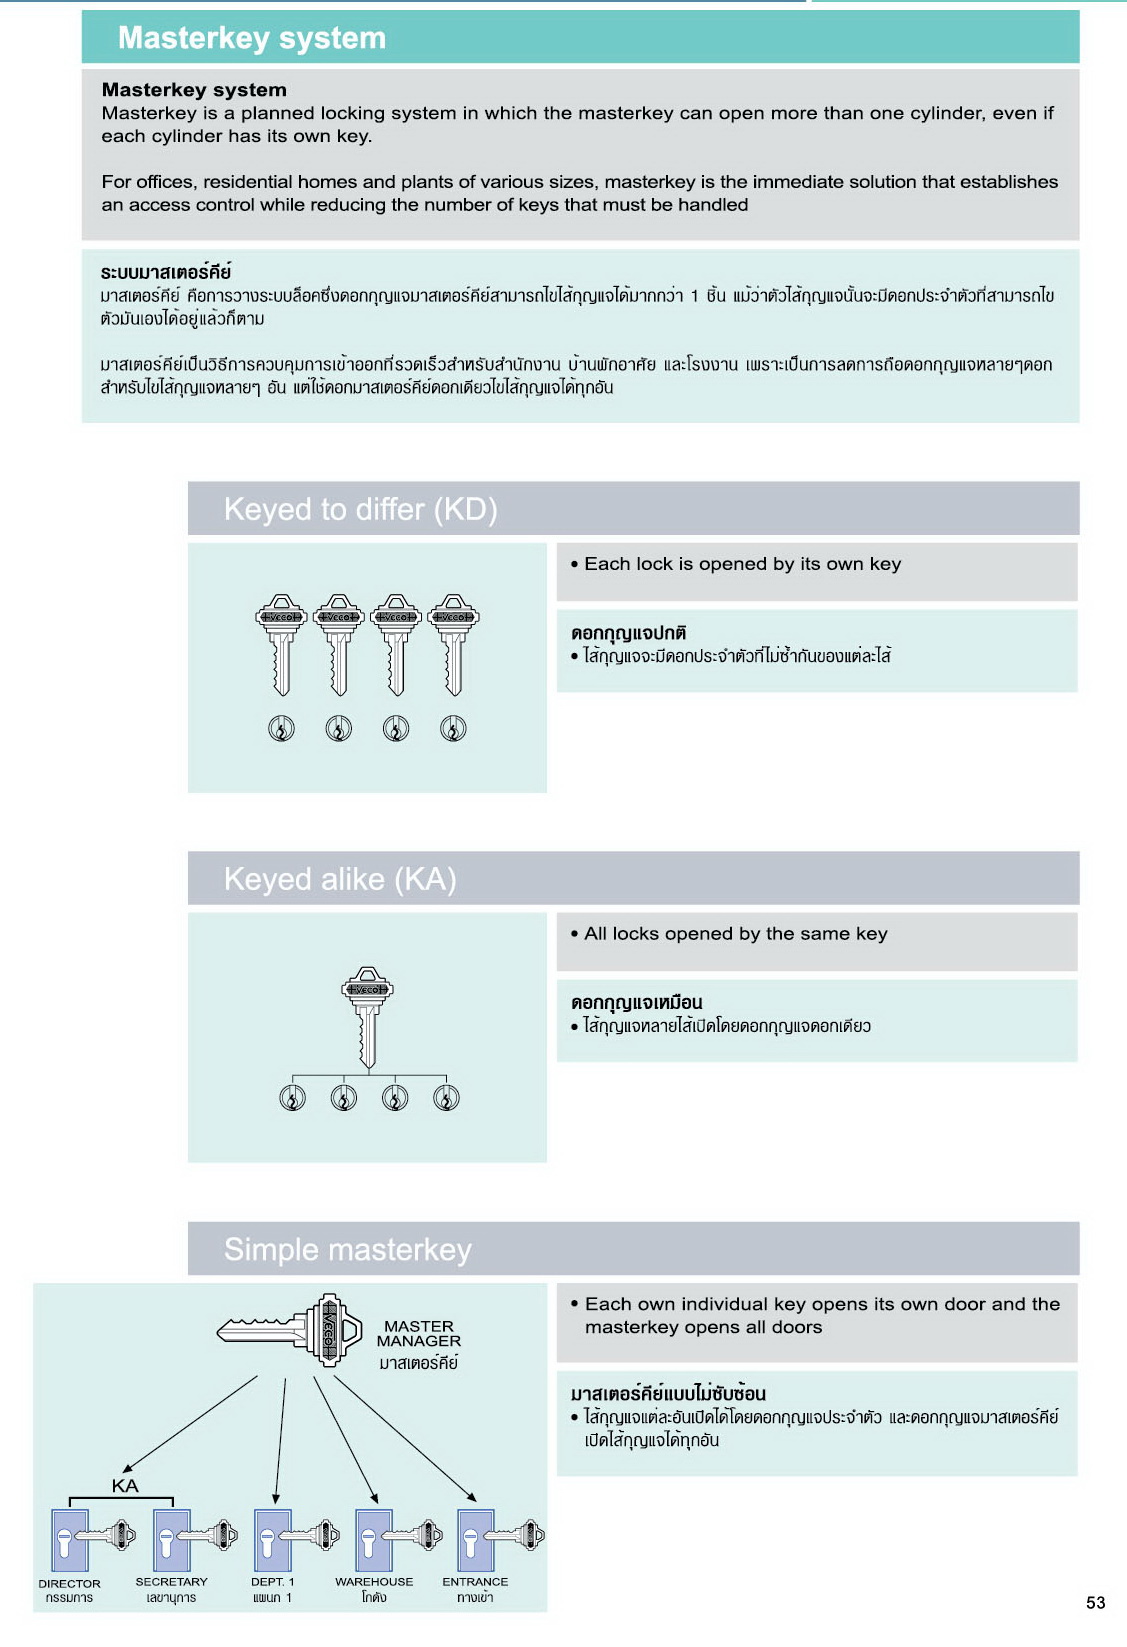 Masterkey system
Masterkey system
Masterkey is a planned locking system in which the masterkey can open more than one cylinder, even if
each cylinder has its own key.
For offices, residential homes and plants of various sizes, masterkey is the immediate solution that establishes
an access control while reducing the number of keys that must be handled
ระบบมาสเตอร์คีย์
มาสเตอร์คีย์ คือการวางระบบล็อคซึ่งดอกกุญแจมาสเตอร์คีย์สามารถไขไส้กุญแจได้มากกว่า 1 ชิ้น แม้ว่าตัวไส้กุญแจนั้นจะมีดอกประจำตัวที่สามารถไข
ตัวมันเองได้อยู่แล้วก็ตาม
มาสเตอร์คีย์เป็นวิธีการควบคุมการเข้าออกที่รวดเร็วสำหรับสำนักงาน บ้านพักอาศัย และโรงงาน เพราะเป็นการลดการถือดอกกุญแจหลายๆดอก
สำหรับไขไส้กุญแจหลายๆ อัน แต่ใช้ดอกมาสเตอร์คีย์ดอกเดียวไขไส้กุญแจได้ทุกอัน
Keyed to differ (KD)
• Each lock is opened by its own key
VECO VECO VECO VECO
ดอกกุญแจปกติ
• ไส้กุญแจจะมีดอกประจำตัวที่ไม่ซ้ำกันของแต่ละไส้
Keyed alike (KA)
• All locks opened by the same key
VECO
ดอกกุญแจเหมือน
• ไส้กุญแจหลายไส้เปิดโดยดอกกุญแจดอกเดียว
Simple masterkey
VECO
MASTER
MANAGER
มาสเตอร์คีย์
• Each own individual key opens its own door and the
masterkey opens all doors
มาสเตอร์คีย์แบบไม่ซับซ้อน
• ไส้กุญแจแต่ละอันเปิดได้โดยดอกกุญแจประจำตัว และดอกกุญแจมาสเตอร์คีย์
เปิดไส้กุญแจได้ทุกอัน
KA
DIRECTOR SECRETARY DEPT. 1 WAREHOUSE ENTRANCE
กรรมการ เลขานุการ แผนก 1 โกดัง ทางเข้า
53